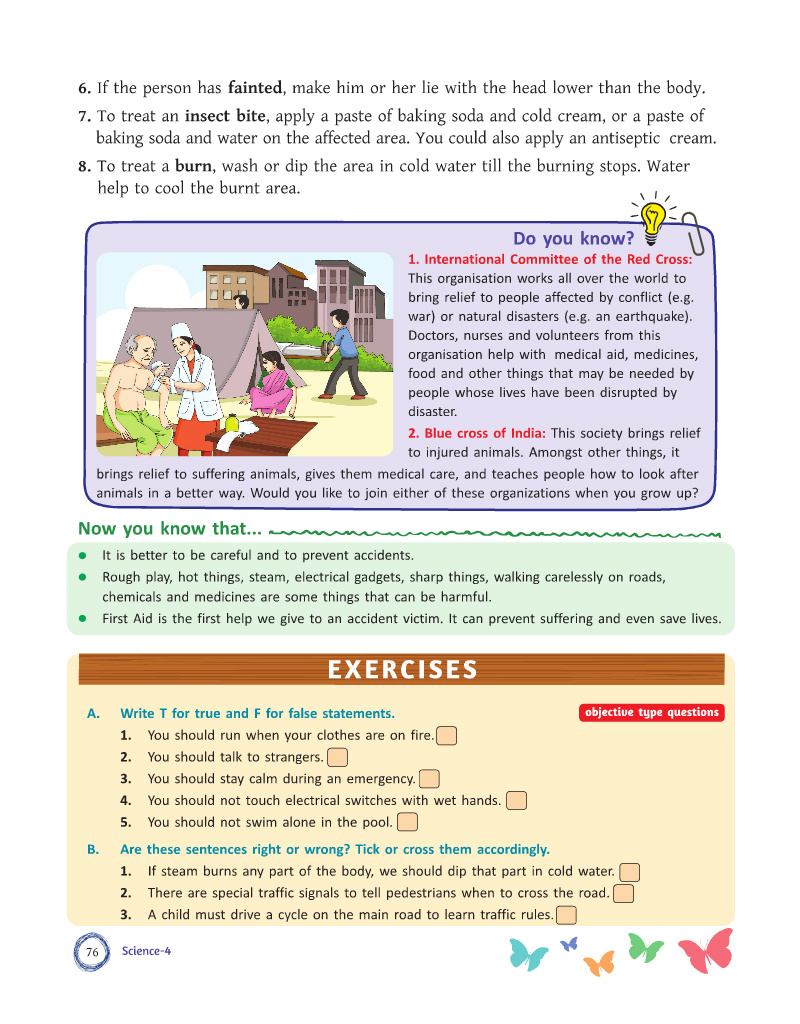 6. If the person has fainted, make him or her lie with the head lower than the body.
7. To treat an insect bite, apply a paste of baking soda and cold cream, or a paste of
baking soda and water on the affected area. You could also apply an antiseptic cream.
8. To treat a burn, wash or dip the area in cold water till the burning stops. Water
help to cool the burnt area.
Do you know?
1. International Committee of the Red Cross:
This organisation works all over the world to
bring relief to people affected by conflict (e.g.
war) or natural disasters (e.g. an earthquake).
Doctors, nurses and volunteers from this
organisation help with medical aid, medicines,
food and other things that may be needed by
people whose lives have been disrupted by
disaster.
2. Blue cross of India: This society brings relief
to injured animals. Amongst other things, it
brings relief to suffering animals, gives them medical care, and teaches people how to look after
animals in a better way. Would you like to join either of these organizations when you grow up?
Now you know that...
• It is better to be careful and to prevent accidents.
• Rough play, hot things, steam, electrical gadgets, sharp things, walking carelessly on roads,
chemicals and medicines are some things that can be harmful.
• First Aid is the first help we give to an accident victim. It can prevent suffering and even save lives.
EXERCISES
A. Write T for true and F for false statements.
objective type questions
1. You should run when your clothes are on fire.
2. You should talk to strangers.
3. You should stay calm during an emergency.
4. You should not touch electrical switches with wet hands.
5. You should not swim alone in the pool.
B. Are these sentences right or wrong? Tick or cross them accordingly.
1. If steam burns any part of the body, we should dip that part in cold water.
2. There are special traffic signals to tell pedestrians when to cross the road.
3. A child must drive a cycle on the main road to learn traffic rules.
76 Science-4